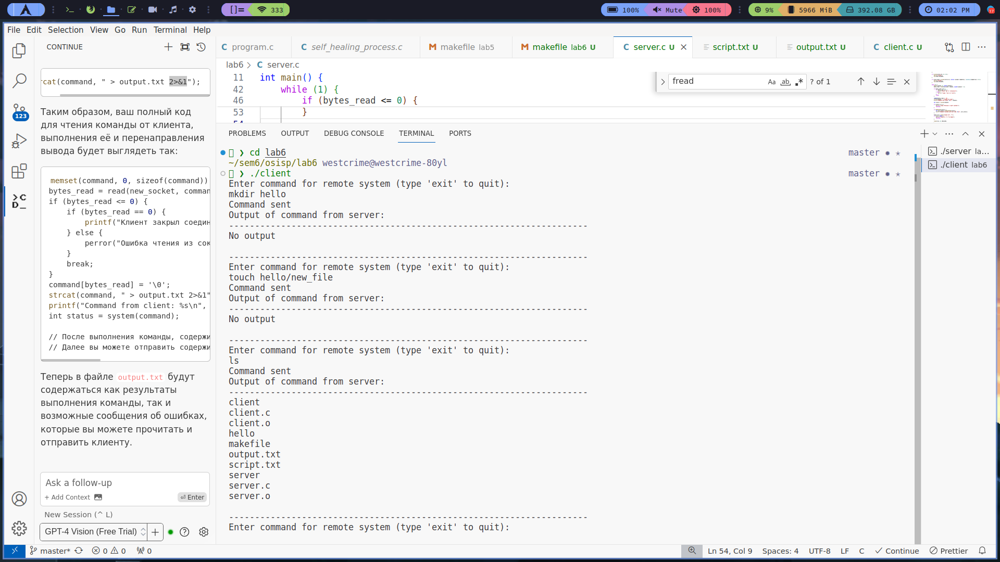 []= 333
100% Mute 100%
9% 5966 MiB 392.08 GB
02:02 PM
17
File Edit Selection View Go Run Terminal Help
CONTINUE
program.c
self_healing_process.c
makefile lab5
makefile lab6 U
server.c U
script.txt U
output.txt U
client.c U
lab6 > C server.c
11 int main() {
42 while (1) {
46 if (bytes_read <= 0) {
53 }
54
fread
Aa ab
? of 1
rcat(command, " > output.txt 2>&1");
Таким образом, ваш полный код
для чтения команды от клиента,
выполнения её и перенаправления
вывода будет выглядеть так:
memset(command, 0, sizeof(command))
bytes_read = read(new_socket, comman
if (bytes_read <= 0) {
if (bytes_read == 0) {
printf("Клиент закрыл соедин
} else {
perror("Ошибка чтения из сок
}
break;
}
command[bytes_read] = '\0';
strcat(command, " > output.txt 2>&1"
printf("Command from client: %s\n",
int status = system(command);
// После выполнения команды, содержи
// Далее вы можете отправить содержи
Теперь в файле output.txt будут
содержаться как результаты
выполнения команды, так и
возможные сообщения об ошибках,
которые вы можете прочитать и
отправить клиенту.
Ask a follow-up
+ Add Context
⏎ Enter
New Session (^ L)
GPT-4 Vision (Free Trial)
123
PROBLEMS OUTPUT DEBUG CONSOLE TERMINAL PORTS
./server la...
./client lab6
❯ cd lab6 master
~/sem6/osisp/lab6 westcrime@westcrime-80yl
❯ ./client master
Enter command for remote system (type 'exit' to quit):
mkdir hello
Command sent
Output of command from server:
---------------------------------------------------------------------
No output
---------------------------------------------------------------------
Enter command for remote system (type 'exit' to quit):
touch hello/new_file
Command sent
Output of command from server:
---------------------------------------------------------------------
No output
---------------------------------------------------------------------
Enter command for remote system (type 'exit' to quit):
ls
Command sent
Output of command from server:
---------------------------------------------------------------------
client
client.c
client.o
hello
makefile
output.txt
script.txt
server
server.c
server.o
---------------------------------------------------------------------
Enter command for remote system (type 'exit' to quit):
master* 0 0 0
Ln 54, Col 9 Spaces: 4 UTF-8 LF C Continue Prettier